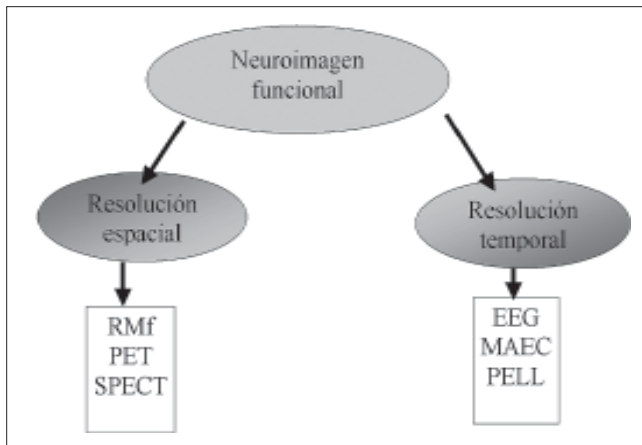 Neuroimagen
funcional
Resolución
espacial
Resolución
temporal
RMf
PET
SPECT
EEG
MAEC
PELL